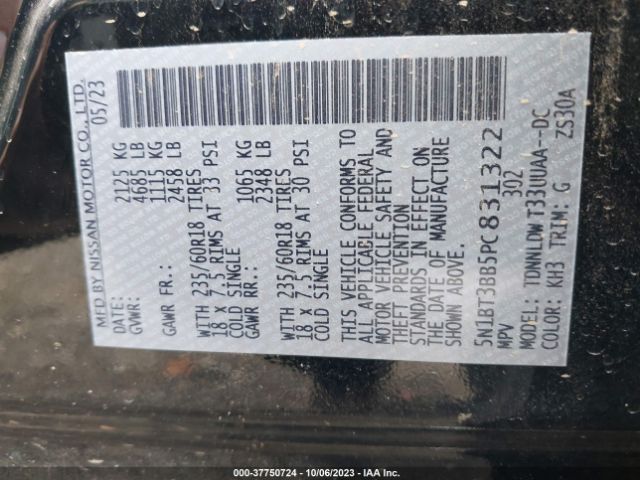 MFD BY NISSAN MOTOR CO., LTD.
DATE: 05/23
GVWR: 2125 KG
4685 LB
GAWR FR.: 1115 KG
2458 LB
WITH 235/60R18 TIRES
18 X 7.5 RIMS AT 33 PSI
COLD SINGLE
GAWR RR.: 1065 KG
2348 LB
WITH 235/60R18 TIRES
18 X 7.5 RIMS AT 30 PSI
COLD SINGLE
THIS VEHICLE CONFORMS TO
ALL APPLICABLE FEDERAL
MOTOR VEHICLE SAFETY AND
THEFT PREVENTION
STANDARDS IN EFFECT ON
THE DATE OF MANUFACTURE
SHOWN ABOVE.
5N1BT3BB5PC831322
MPV 302
MODEL: TDNNLDWT33UUAA--DC
COLOR: KH3 TRIM: G ZS30A
000-37750724 | 10/06/2023 | IAA Inc.